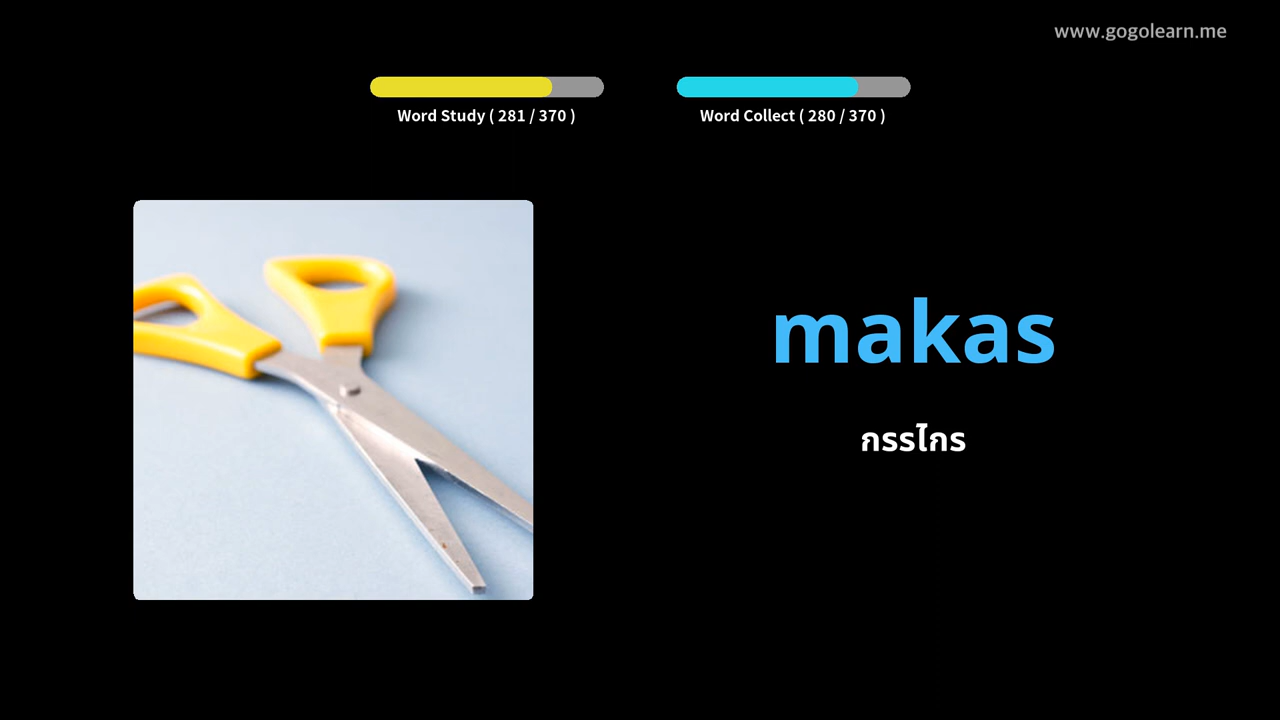 www.gogolearn.me
Word Study ( 281 / 370 )
Word Collect ( 280 / 370 )
makas
กรรไกร